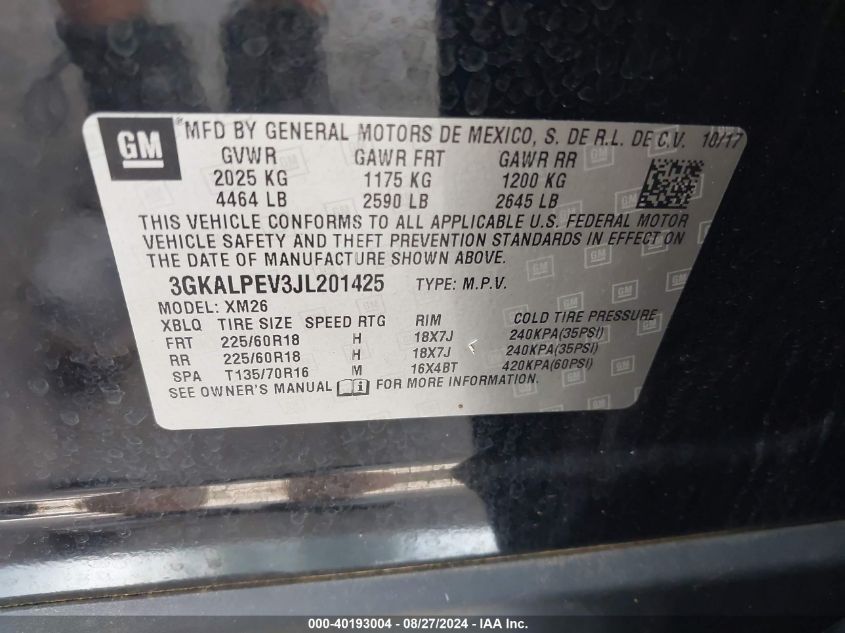 GM
MFD BY GENERAL MOTORS DE MEXICO, S. DE R.L. DE C.V. 10/17
GVWR GAWR FRT GAWR RR
2025 KG 1175 KG 1200 KG
4464 LB 2590 LB 2645 LB
THIS VEHICLE CONFORMS TO ALL APPLICABLE U.S. FEDERAL MOTOR
VEHICLE SAFETY AND THEFT PREVENTION STANDARDS IN EFFECT ON
THE DATE OF MANUFACTURE SHOWN ABOVE.
3GKALPEV3JL201425 TYPE: M.P.V.
MODEL: XM26
XBLQ TIRE SIZE SPEED RTG RIM COLD TIRE PRESSURE
FRT 225/60R18 H 18X7J 240KPA(35PSI)
RR 225/60R18 H 18X7J 240KPA(35PSI)
SPA T135/70R16 M 16X4BT 420KPA(60PSI)
SEE OWNER'S MANUAL FOR MORE INFORMATION.
000-40193004 / 08/27/2024 - IAA Inc.